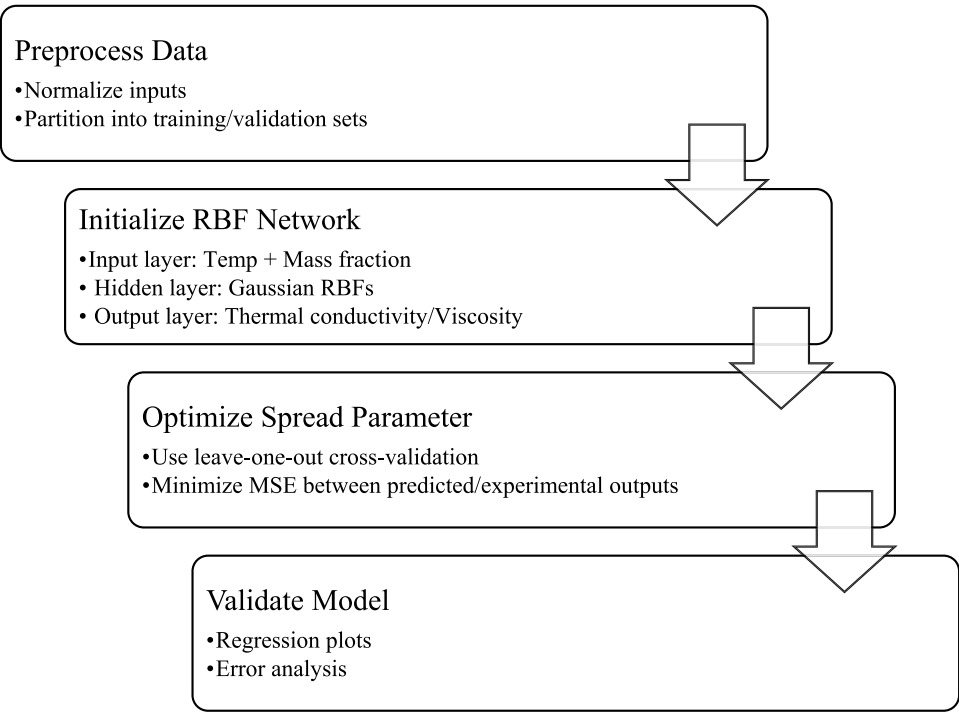 Preprocess Data
•Normalize inputs
•Partition into training/validation sets
Initialize RBF Network
•Input layer: Temp + Mass fraction
• Hidden layer: Gaussian RBFs
• Output layer: Thermal conductivity/Viscosity
Optimize Spread Parameter
•Use leave-one-out cross-validation
•Minimize MSE between predicted/experimental outputs
Validate Model
•Regression plots
•Error analysis